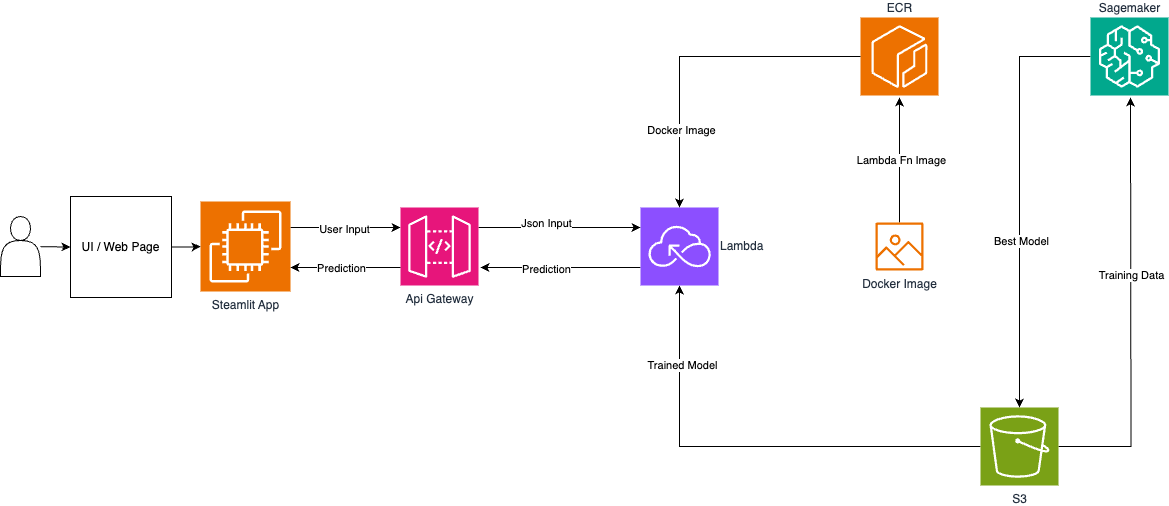 ECR
Sagemaker
Docker Image
Lambda Fn Image
User Input
Json Input
UI / Web Page
Lambda
Best Model
</>
Prediction
Prediction
Training Data
Docker Image
Steamlit App
Api Gateway
Trained Model
S3